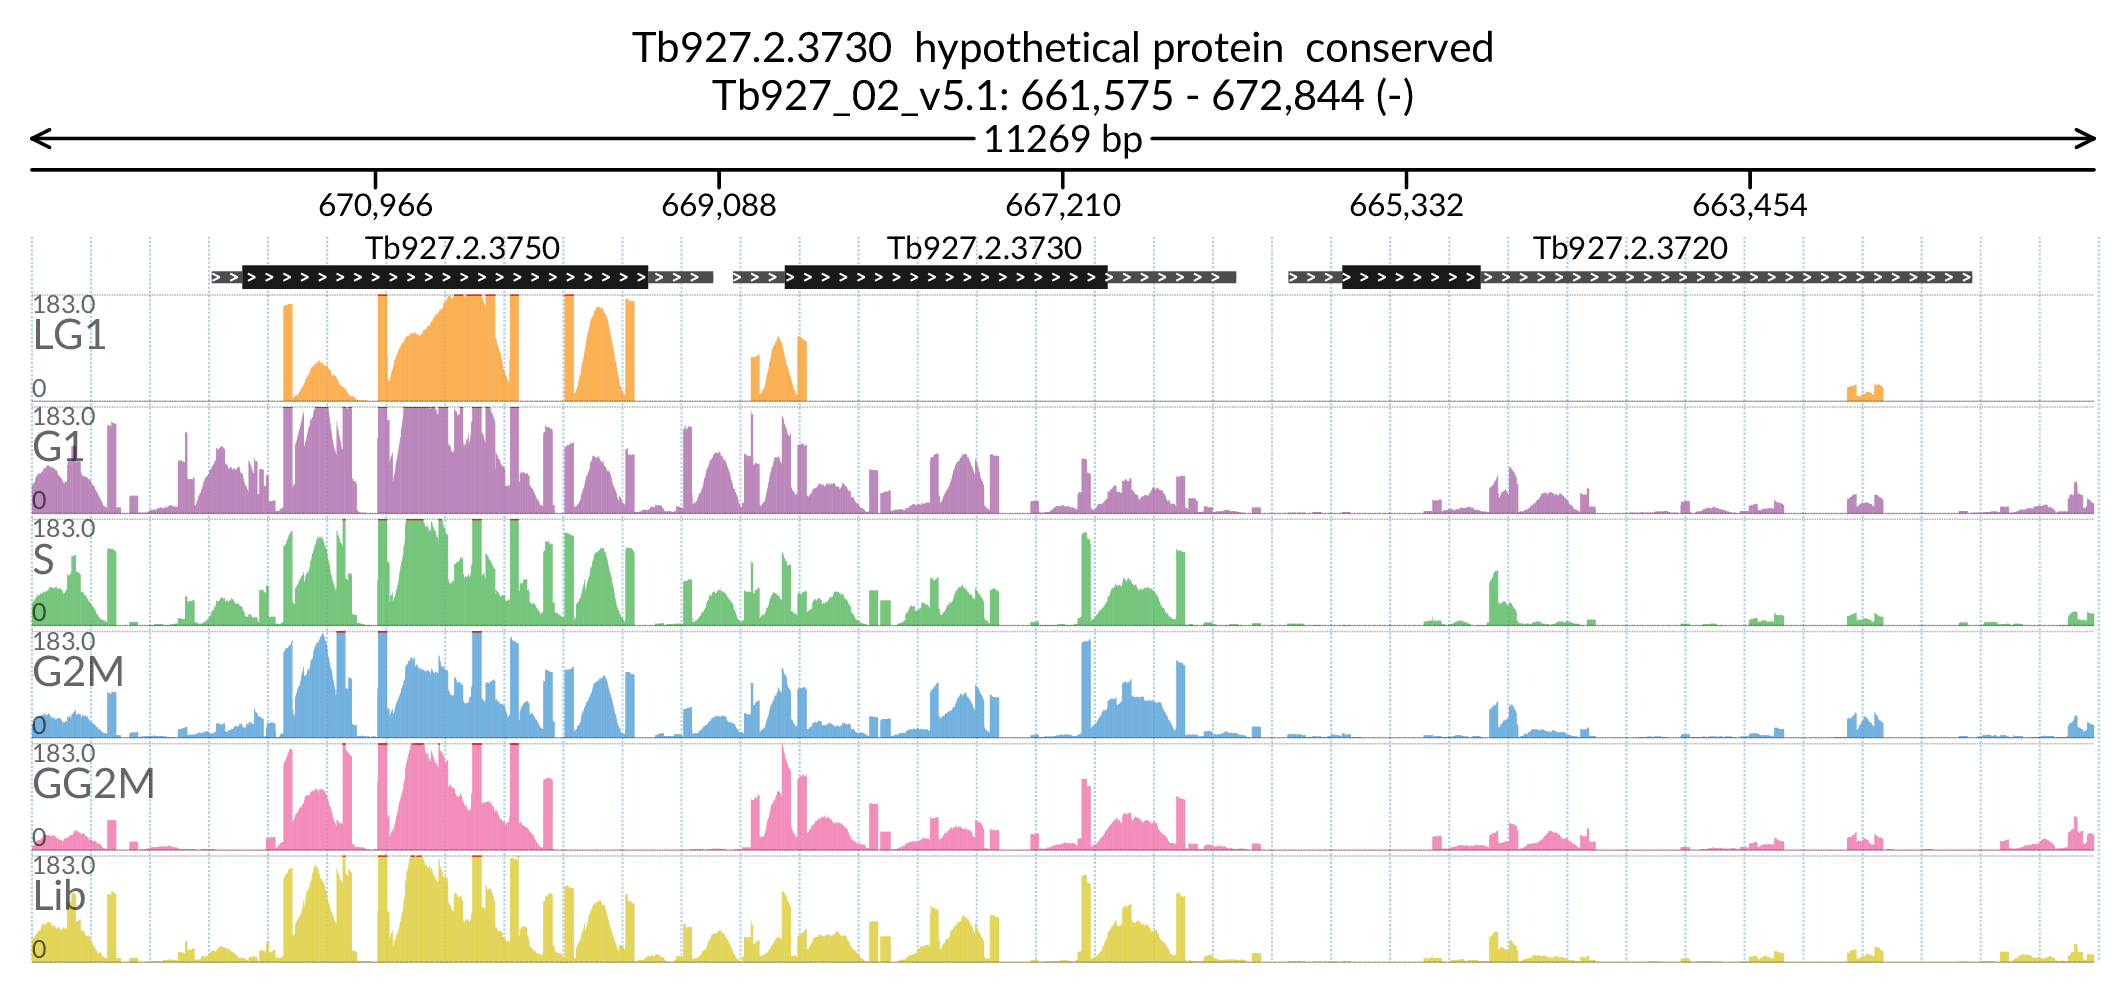 Tb927.2.3730 hypothetical protein conserved
Tb927_02_v5.1: 661,575 - 672,844 (-)
11269 bp
670,966 669,088 667,210 665,332 663,454
Tb927.2.3750 Tb927.2.3730 Tb927.2.3720
183.0
LG1
0
183.0
G1
0
183.0
S
0
183.0
G2M
0
183.0
GG2M
0
183.0
Lib
0